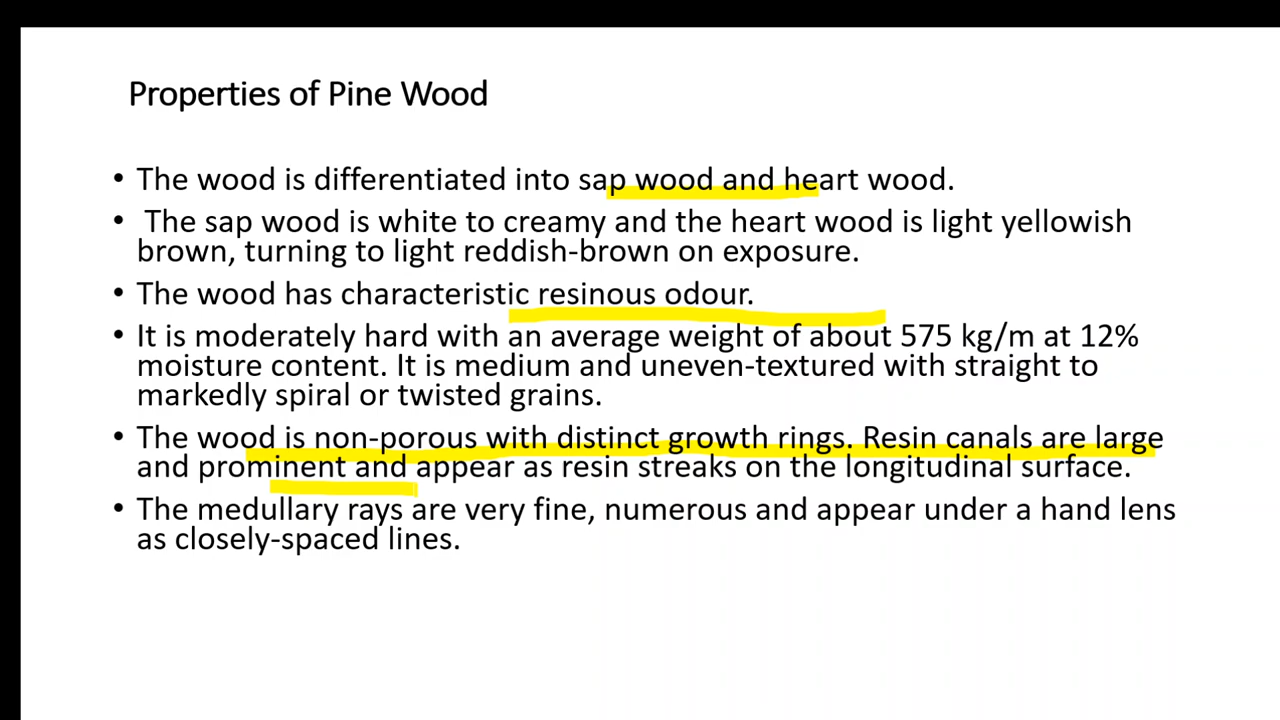 Properties of Pine Wood
• The wood is differentiated into sap wood and heart wood.
• The sap wood is white to creamy and the heart wood is light yellowish
brown, turning to light reddish-brown on exposure.
• The wood has characteristic resinous odour.
• It is moderately hard with an average weight of about 575 kg/m at 12%
moisture content. It is medium and uneven-textured with straight to
markedly spiral or twisted grains.
• The wood is non-porous with distinct growth rings. Resin canals are large
and prominent and appear as resin streaks on the longitudinal surface.
• The medullary rays are very fine, numerous and appear under a hand lens
as closely-spaced lines.